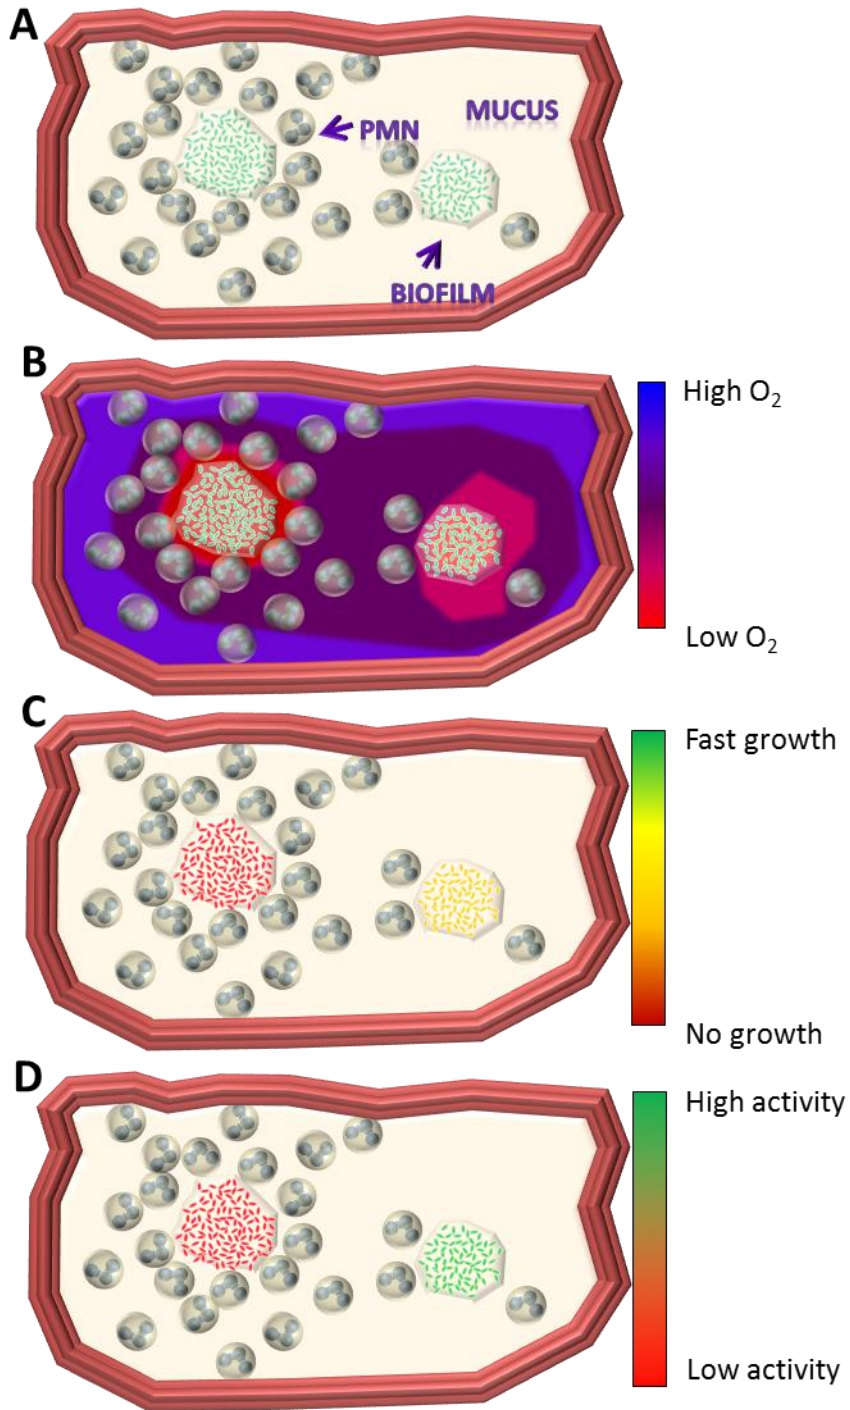 A
MUCUS
PMN
BIOFILM
B
High O₂
Low O₂
C
Fast growth
No growth
D
High activity
Low activity